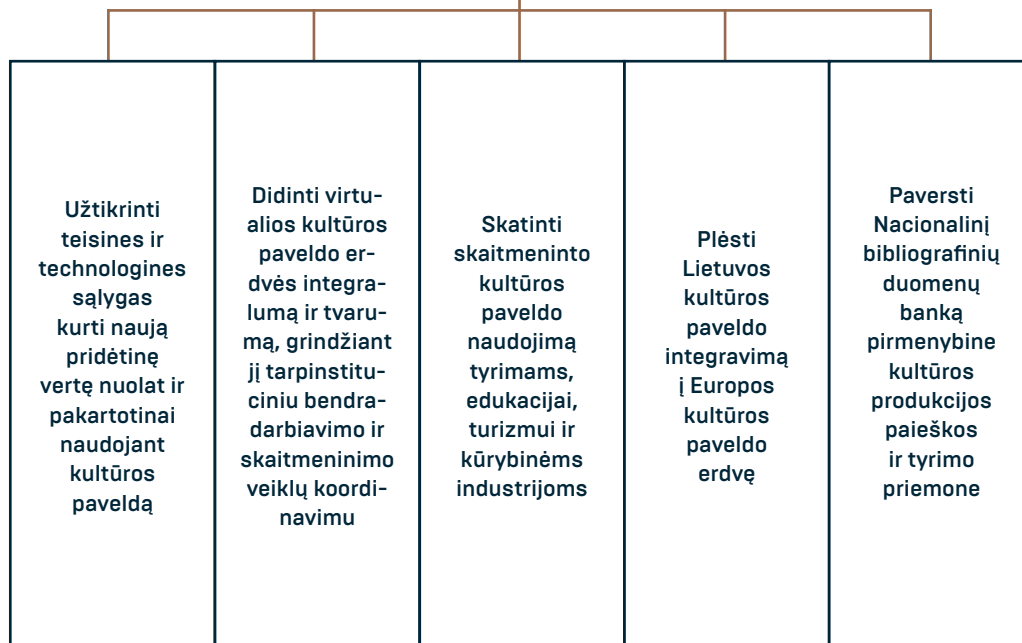 Užtikrinti
teisines ir
technologines
sąlygas
kurti naują
pridėtinę
vertę nuolat ir
pakartotinai
naudojant
kultūros
paveldą
Didinti virtu-
alios kultūros
paveldo er-
dvės integra-
lumą ir tvaru-
mą, grindžiant
jį tarpinstitu-
ciniu bendra-
darbiavimo ir
skaitmeninimo
veiklų koordi-
navimu
Skatinti
skaitmeninto
kultūros
paveldo
naudojimą
tyrimams,
edukacijai,
turizmui ir
kūrybinėms
industrijoms
Plėsti
Lietuvos
kultūros
paveldo
integravimą
į Europos
kultūros
paveldo
erdvę
Paversti
Nacionalinį
bibliografinių
duomenų
banką
pirmenybine
kultūros
produkcijos
paieškos
ir tyrimo
priemone